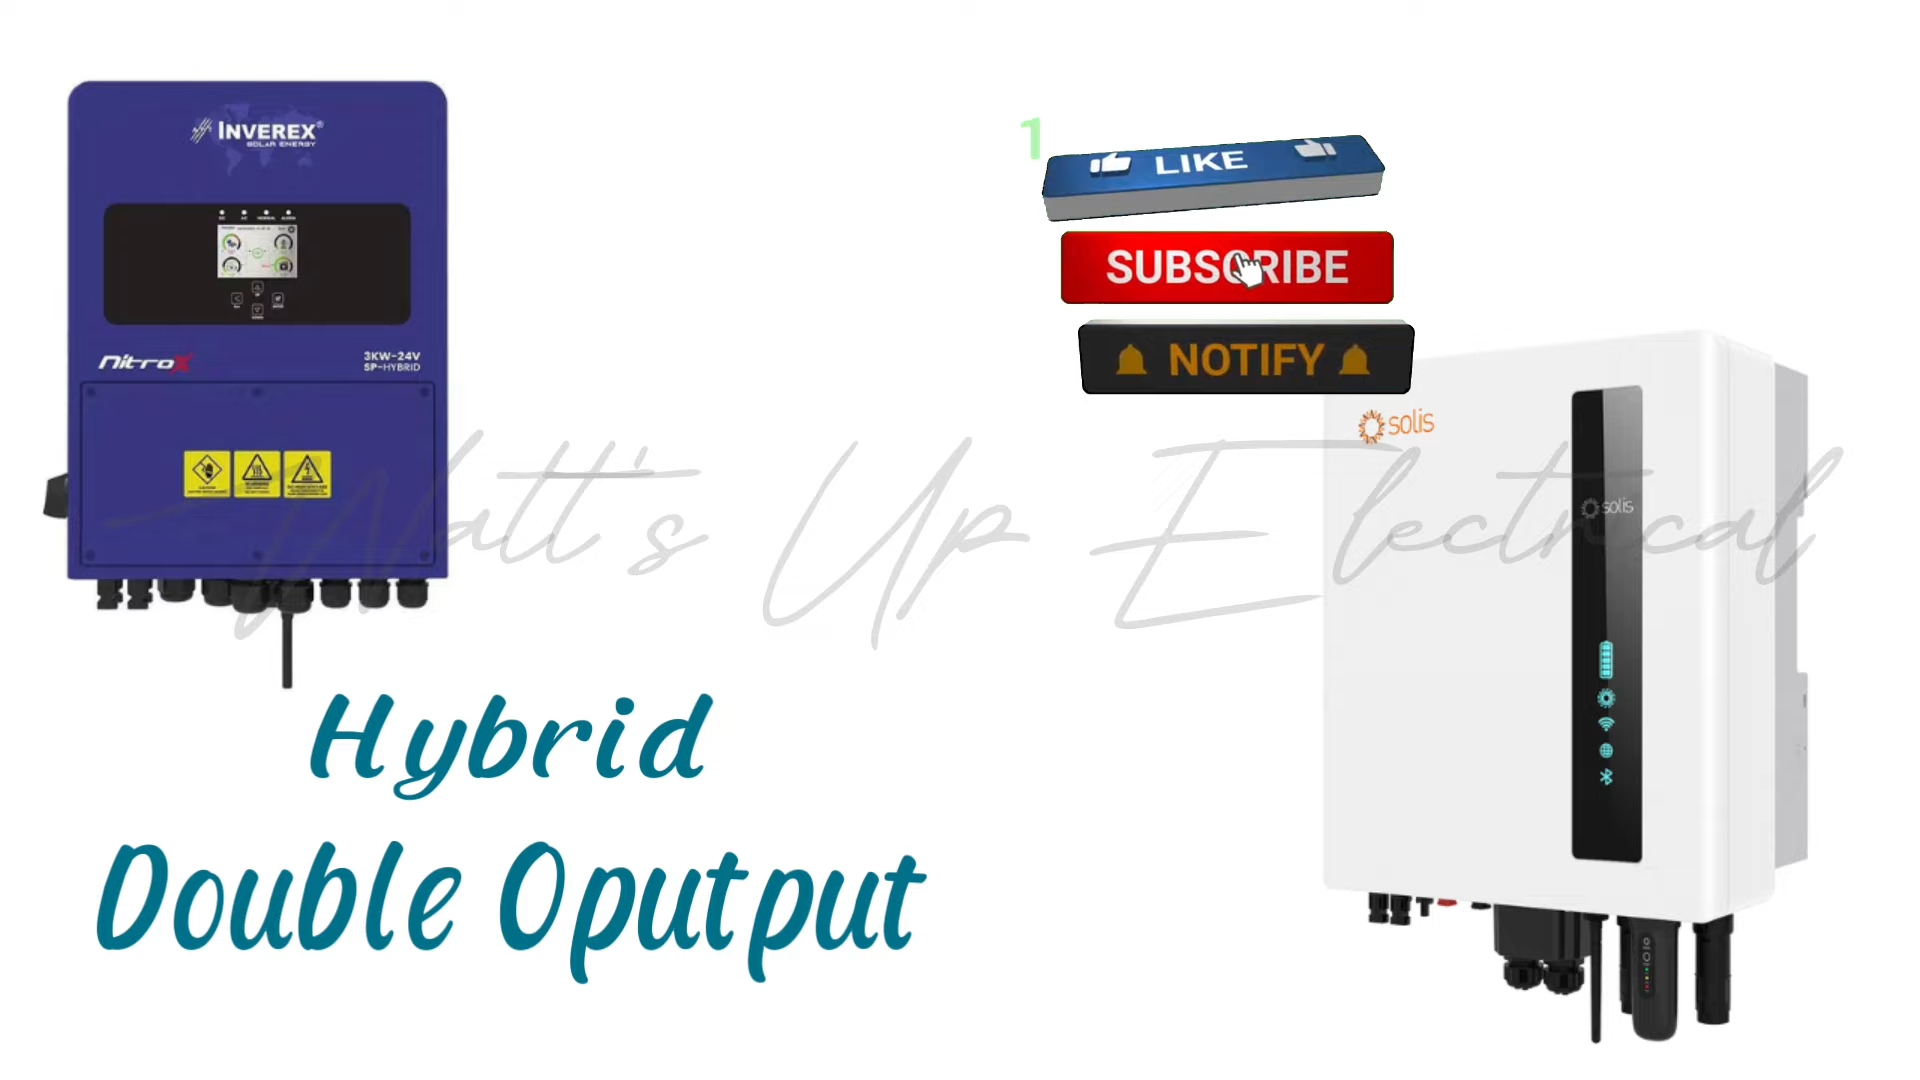 INVEREX®
SOLAR ENERGY
NitroX
3KW-24V
SP-HYBRID
1
LIKE
SUBSCRIBE
NOTIFY
solis
solis
Watt's Up Electrical
Hybrid
Double Oputput